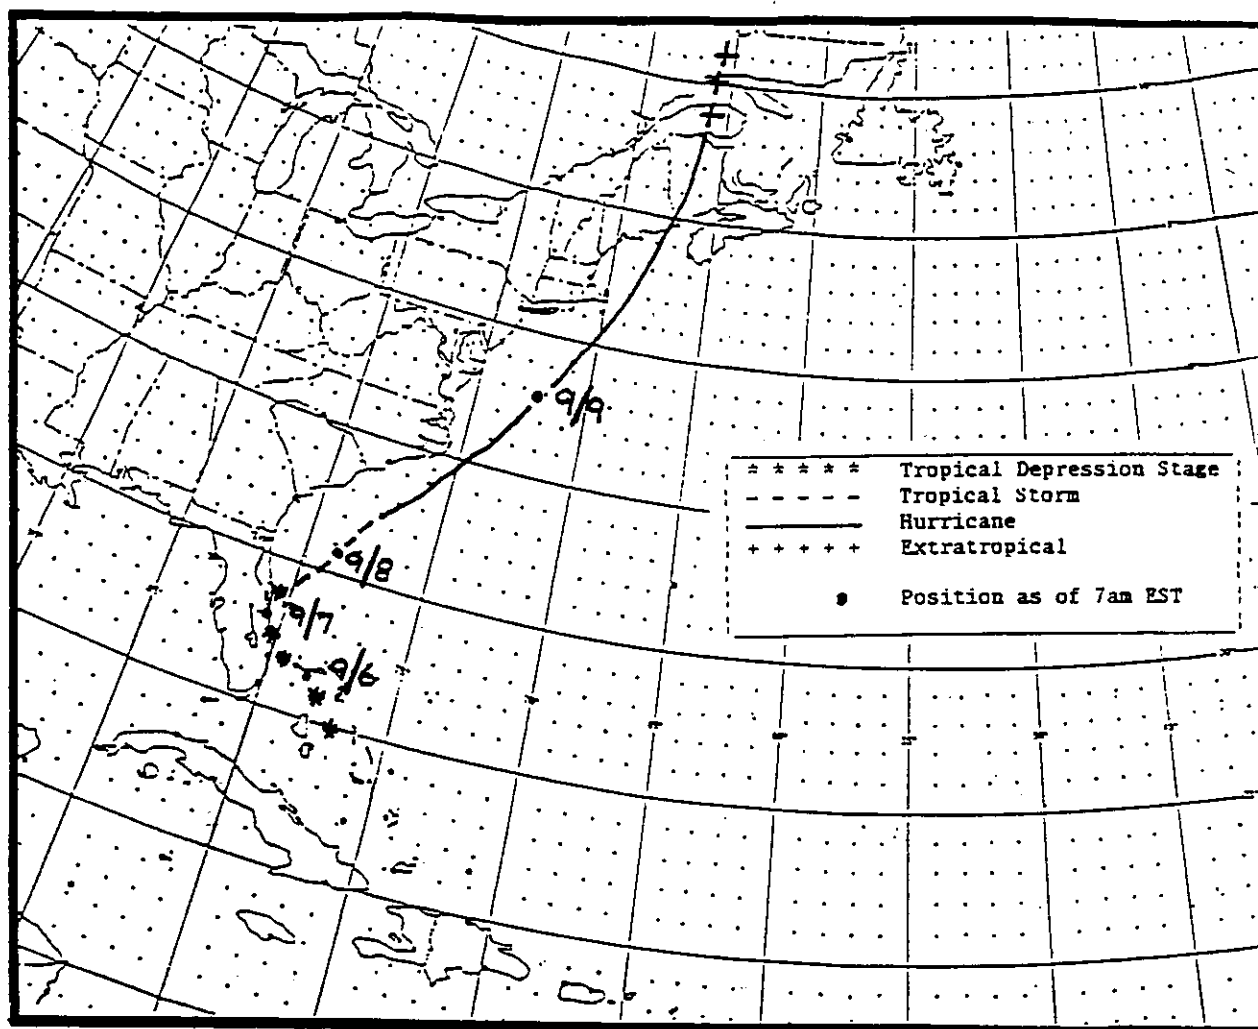 9/9
= * * * *    Tropical Depression Stage
– – – – –    Tropical Storm
————    Hurricane
+ + + + +    Extratropical
•    Position as of 7am EST
9/8
9/7
9/6